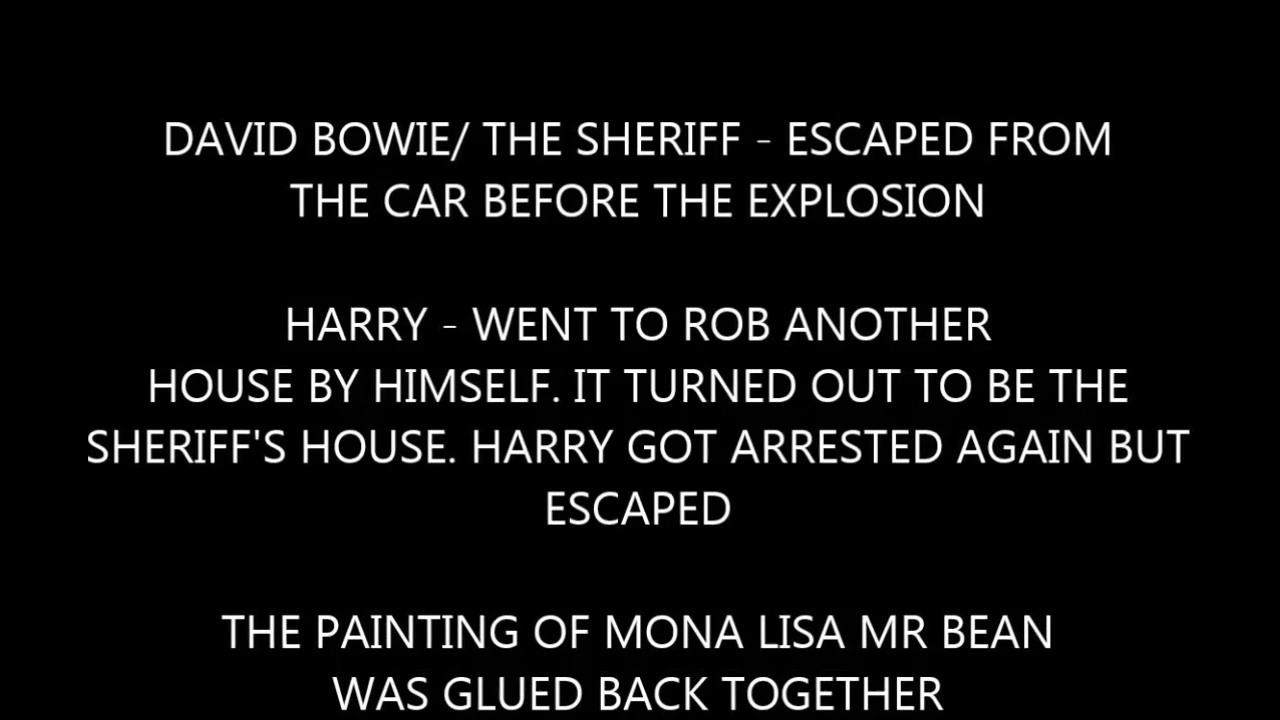 DAVID BOWIE/ THE SHERIFF - ESCAPED FROM
THE CAR BEFORE THE EXPLOSION
HARRY - WENT TO ROB ANOTHER
HOUSE BY HIMSELF. IT TURNED OUT TO BE THE
SHERIFF'S HOUSE. HARRY GOT ARRESTED AGAIN BUT
ESCAPED
THE PAINTING OF MONA LISA MR BEAN
WAS GLUED BACK TOGETHER